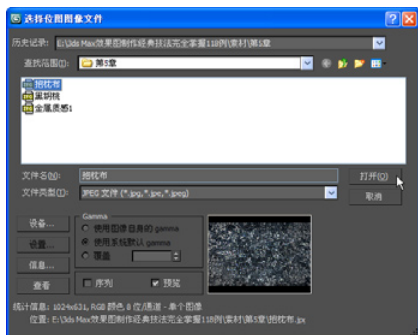 选择位图图像文件
历史记录: E:\3ds Max效果图制作经典技法完全掌握118例\素材\第5章
查找范围(I): 第5章
抱枕布
黑胡桃
金属质感1
文件名(N): 抱枕布 打开(O)
文件类型(T): JPEG 文件 (*.jpg,*.jpe,*.jpeg) 取消
设备... Gamma
使用图像自身的 gamma
设置... 使用系统默认 gamma
覆盖
信息...
查看 序列 预览
统计信息: 1024x631, RGB 颜色 8 位/通道 - 单个图像
位置: E:\3ds Max效果图制作经典技法完全掌握118例\素材\第5章\抱枕布.jp